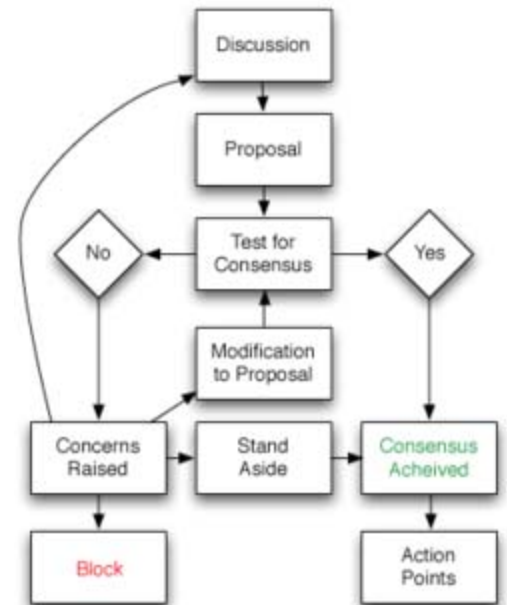 Discussion
Proposal
No
Test for
Consensus
Yes
Modification
to Proposal
Concerns
Raised
Stand
Aside
Consensus
Acheived
Block
Action
Points